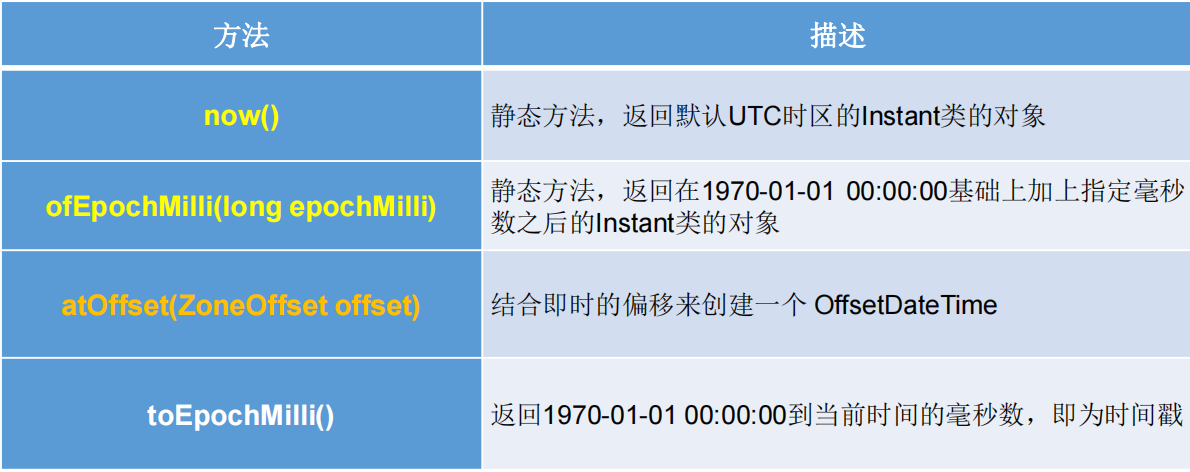 方法
描述
now()
静态方法，返回默认UTC时区的Instant类的对象
ofEpochMilli(long epochMilli)
静态方法，返回在1970-01-01 00:00:00基础上加上指定毫秒
数之后的Instant类的对象
atOffset(ZoneOffset offset)
结合即时的偏移来创建一个 OffsetDateTime
toEpochMilli()
返回1970-01-01 00:00:00到当前时间的毫秒数，即为时间戳